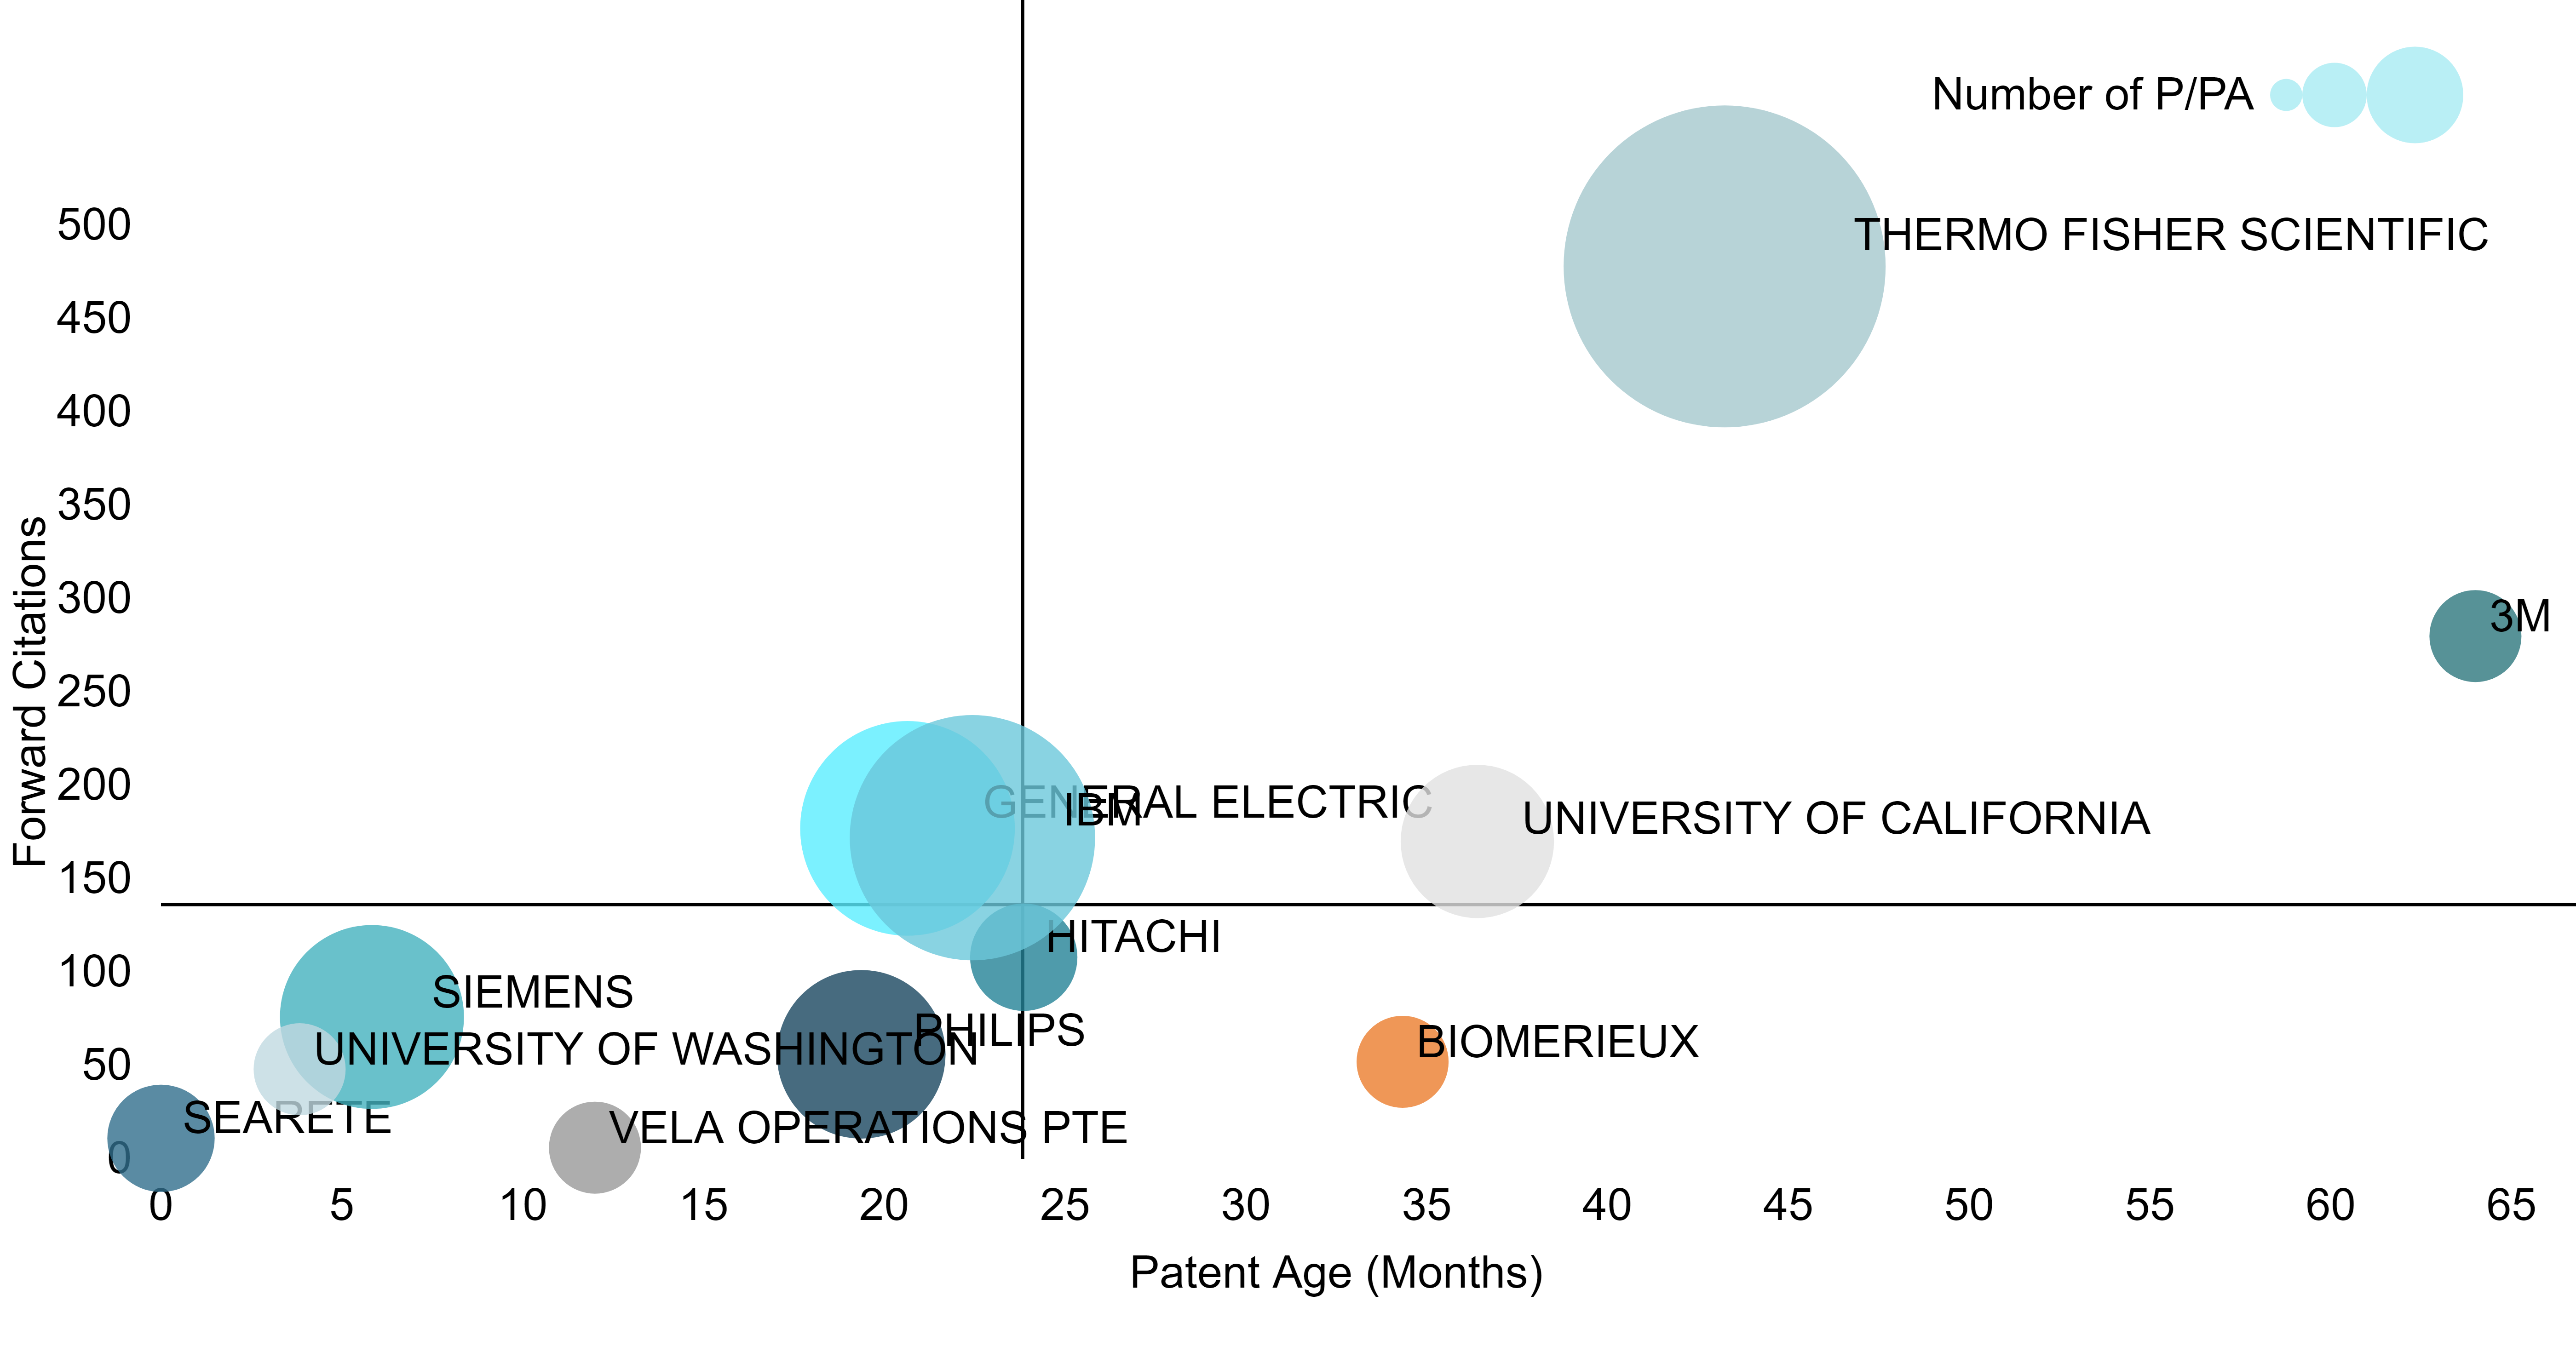 Number of P/PA
THERMO FISHER SCIENTIFIC
3M
GENERAL ELECTRIC
IBM
UNIVERSITY OF CALIFORNIA
HITACHI
SIEMENS
PHILIPS
UNIVERSITY OF WASHINGTON
BIOMERIEUX
SEARETE
VELA OPERATIONS PTE
Forward Citations
500
450
400
350
300
250
200
150
100
50
0
0 5 10 15 20 25 30 35 40 45 50 55 60 65
Patent Age (Months)